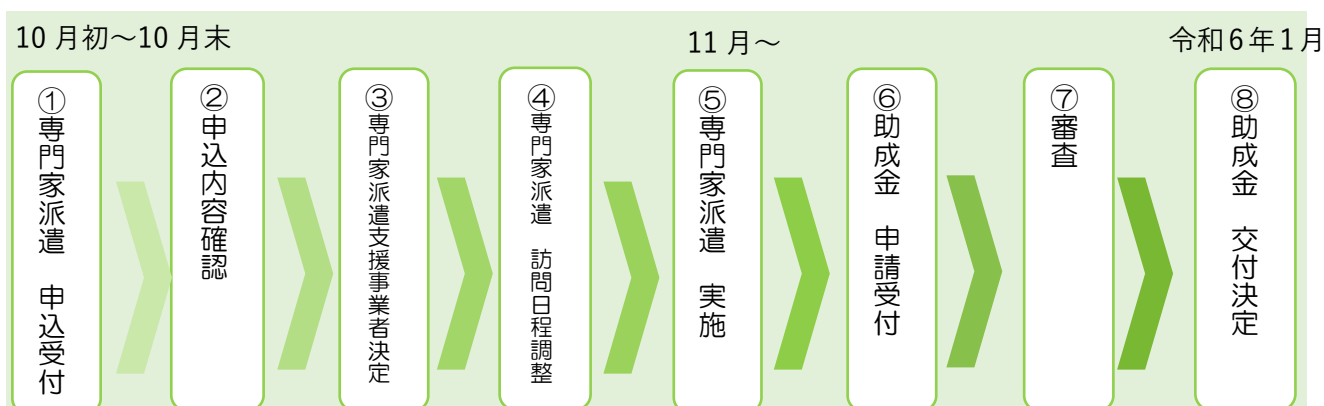 10月初～10月末
11月～
令和6年1月
①専門家派遣　申込受付
②申込内容確認
③専門家派遣支援事業者決定
④専門家派遣　訪問日程調整
⑤専門家派遣　実施
⑥助成金　申請受付
⑦審査
⑧助成金　交付決定